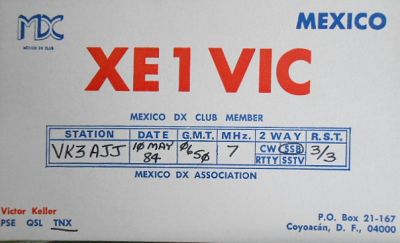 MDC
MEXICO DX CLUB
MEXICO
XE1VIC
MEXICO DX CLUB MEMBER
STATION DATE G.M.T. MHz. 2 WAY R.S.T.
VK3AJJ 10 MAY 84 0650 7 CW SSB 3/3
RTTY SSTV
MEXICO DX ASSOCIATION
Victor Keller
PSE QSL TNX
P.O. Box 21-167
Coyoacán, D. F., 04000